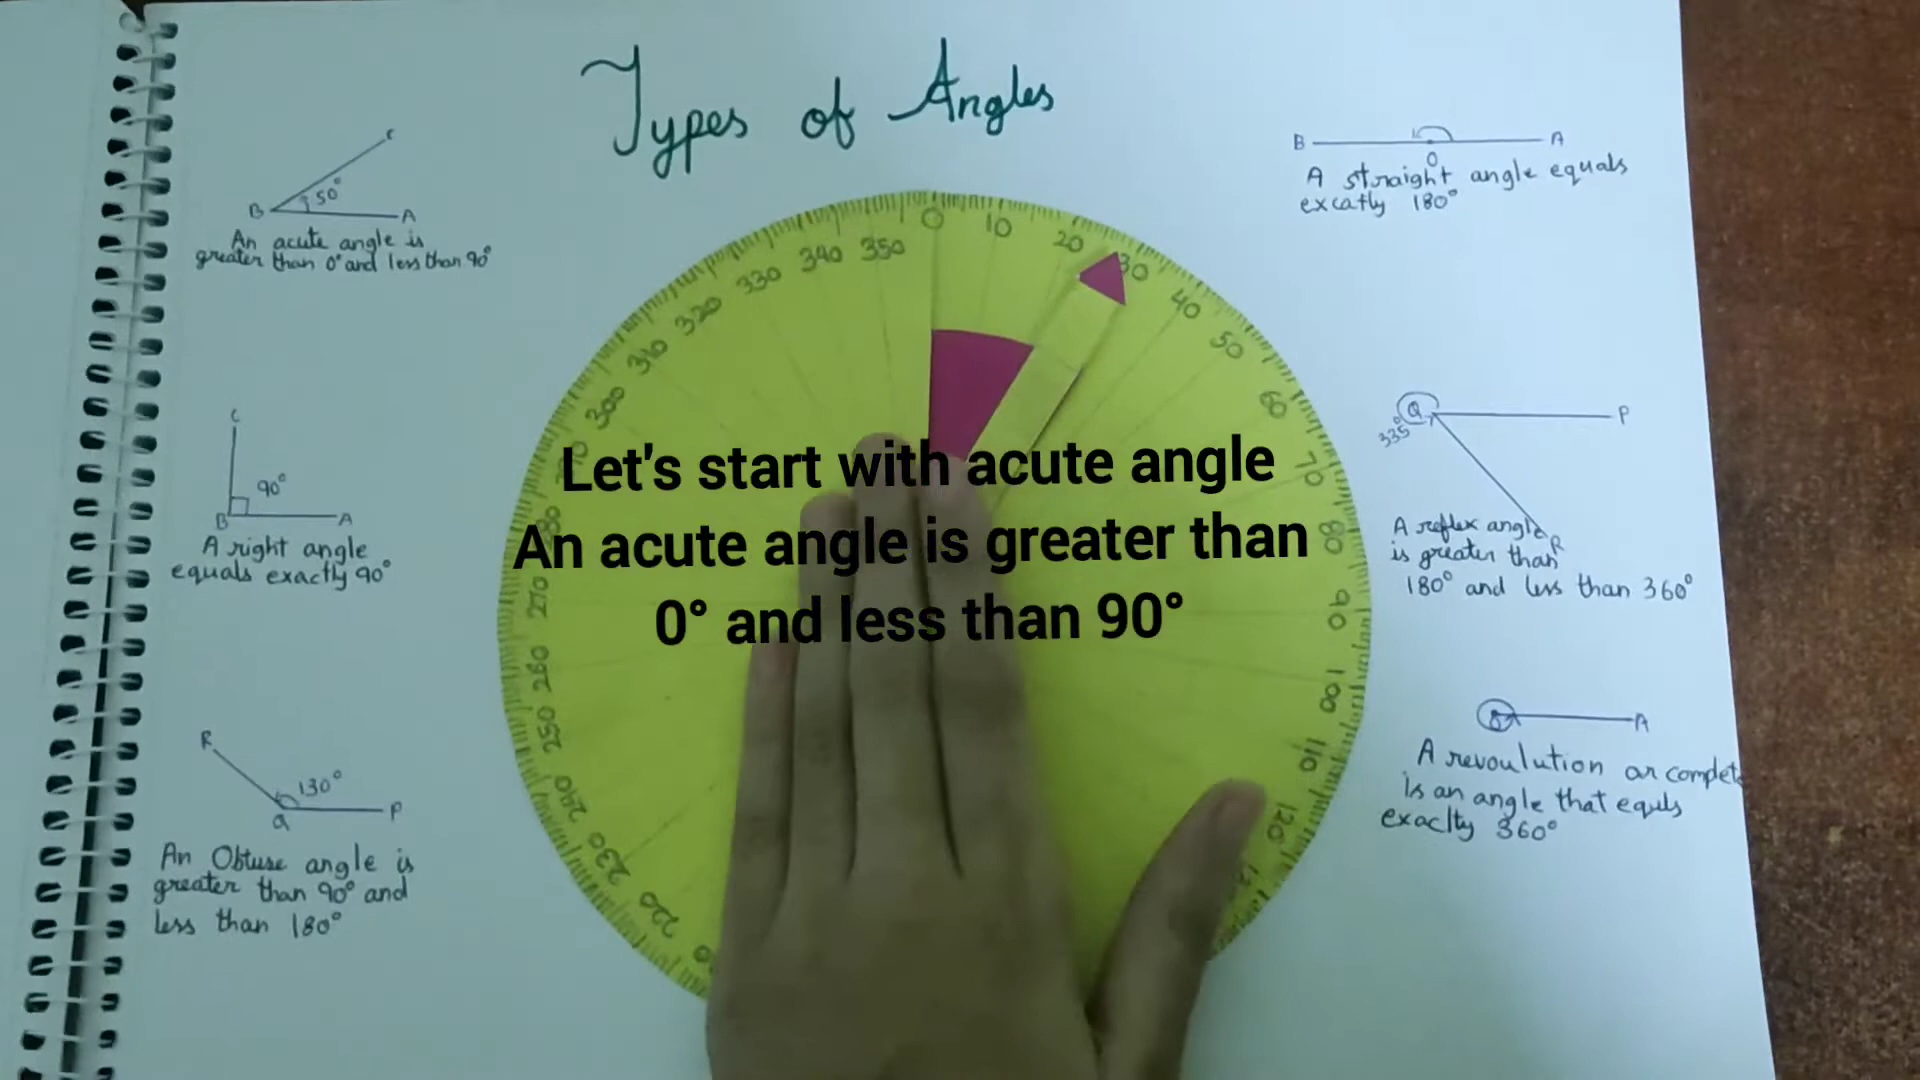 Types of Angles
C
50°
B
A
An acute angle is
greater than 0° and less than 90°
C
90°
B
A
A right angle
equals exactly 90°
R
130°
Q
P
An Obtuse angle is
greater than 90° and
less than 180°
0
10
20
30
40
50
60
70
80
90
100
110
120
220
230
240
250
260
270
300
310
320
330
340
350
Let's start with acute angle
An acute angle is greater than
0° and less than 90°
B
O
A
A straight angle equals
excatly 180°
Q
P
335°
R
A reflex angle
is greater than
180° and less than 360°
A
A revoulution or complete
is an angle that equls
exaclty 360°